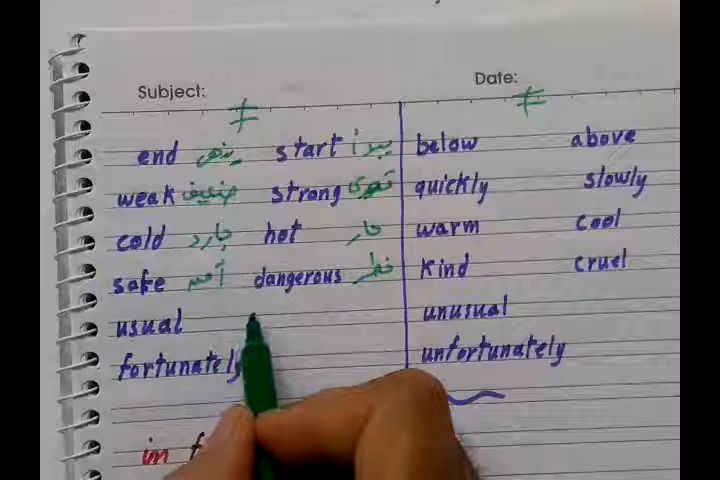 Subject: Date:
≠ ≠
end ينهي start يبدأ below above
weak ضعيف strong قوي quickly slowly
cold بارد hot حار warm cool
safe آمن dangerous خطر kind cruel
usual unusual
fortunately unfortunately
in